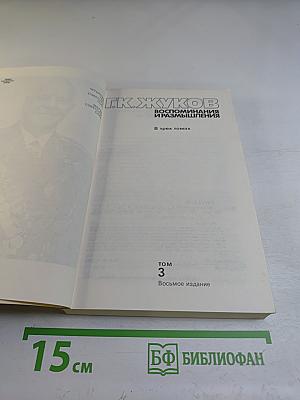 Г.К.ЖУКОВ
ВОСПОМИНАНИЯ
И РАЗМЫШЛЕНИЯ
В трех томах
ТОМ
3
Восьмое издание
15 см
БФ БИБЛИОФАН